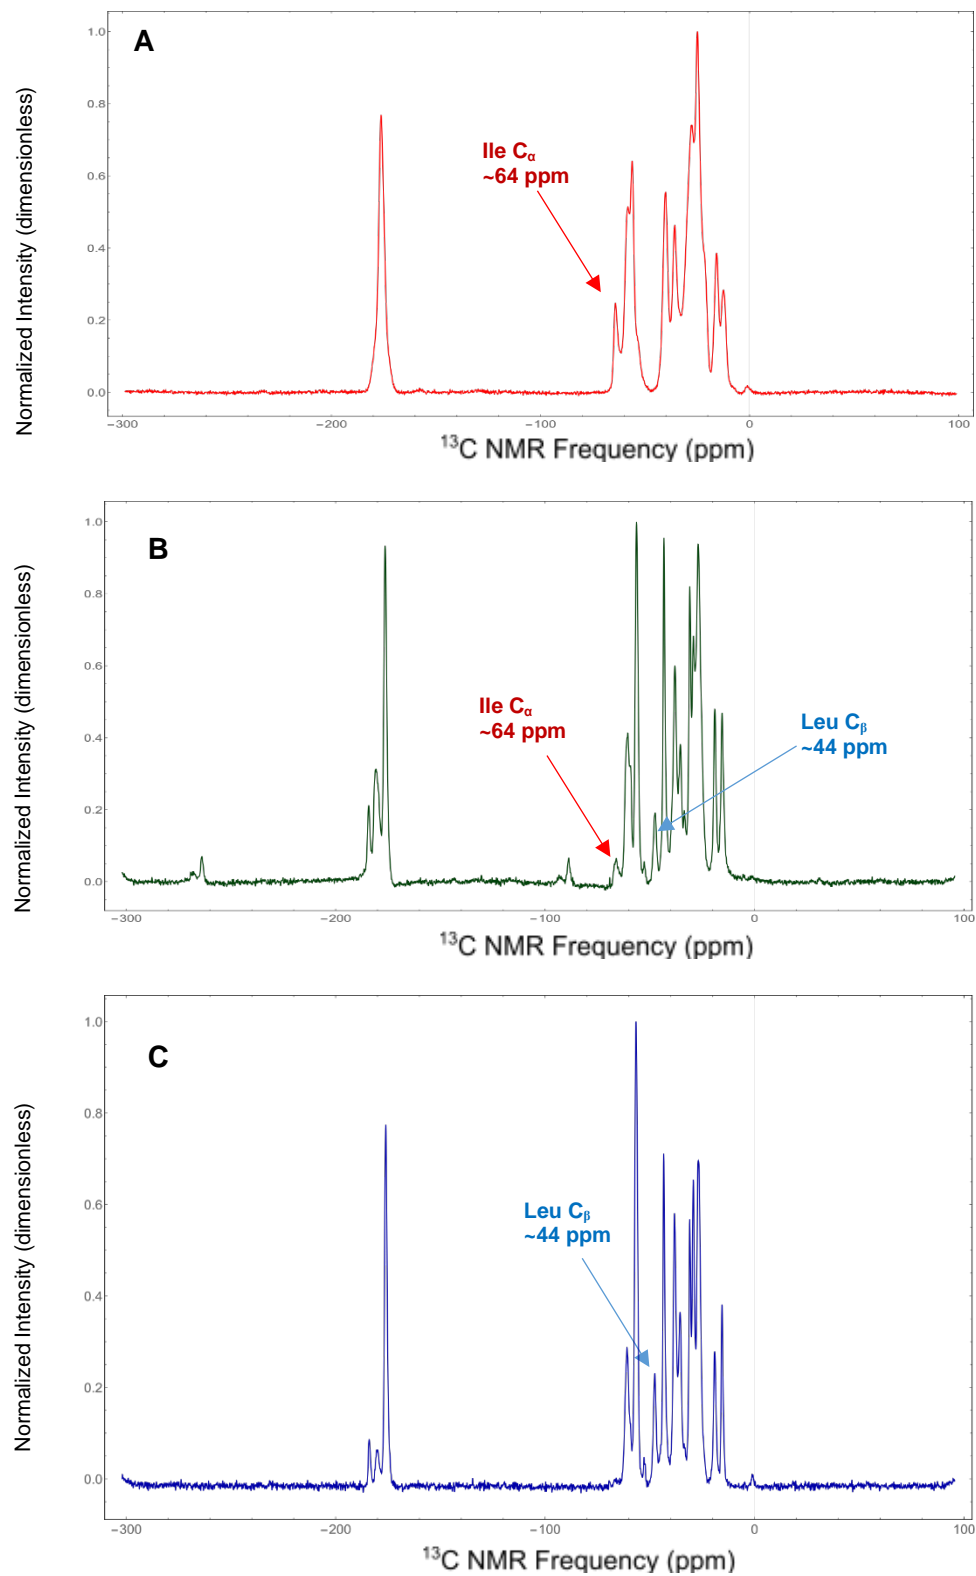 A
Normalized Intensity (dimensionless)
1.0
0.8
0.6
0.4
0.2
0.0
Ile Cα
~64 ppm
−300
−200
−100
0
100
¹³C NMR Frequency (ppm)
B
Normalized Intensity (dimensionless)
1.0
0.8
0.6
0.4
0.2
0.0
Ile Cα
~64 ppm
Leu Cβ
~44 ppm
−300
−200
−100
0
100
¹³C NMR Frequency (ppm)
C
Normalized Intensity (dimensionless)
1.0
0.8
0.6
0.4
0.2
0.0
Leu Cβ
~44 ppm
−300
−200
−100
0
100
¹³C NMR Frequency (ppm)